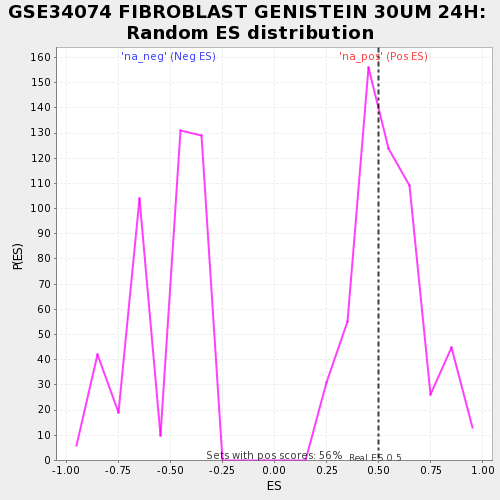 GSE34074 FIBROBLAST GENISTEIN 30UM 24H:
Random ES distribution
'na_neg' (Neg ES)
'na_pos' (Pos ES)
160
150
140
130
120
110
100
90
80
70
60
50
40
30
20
10
0
P(ES)
Sets with pos scores: 56%
Real ES 0.5
-1.00 -0.75 -0.50 -0.25 0.00 0.25 0.50 0.75 1.00
ES